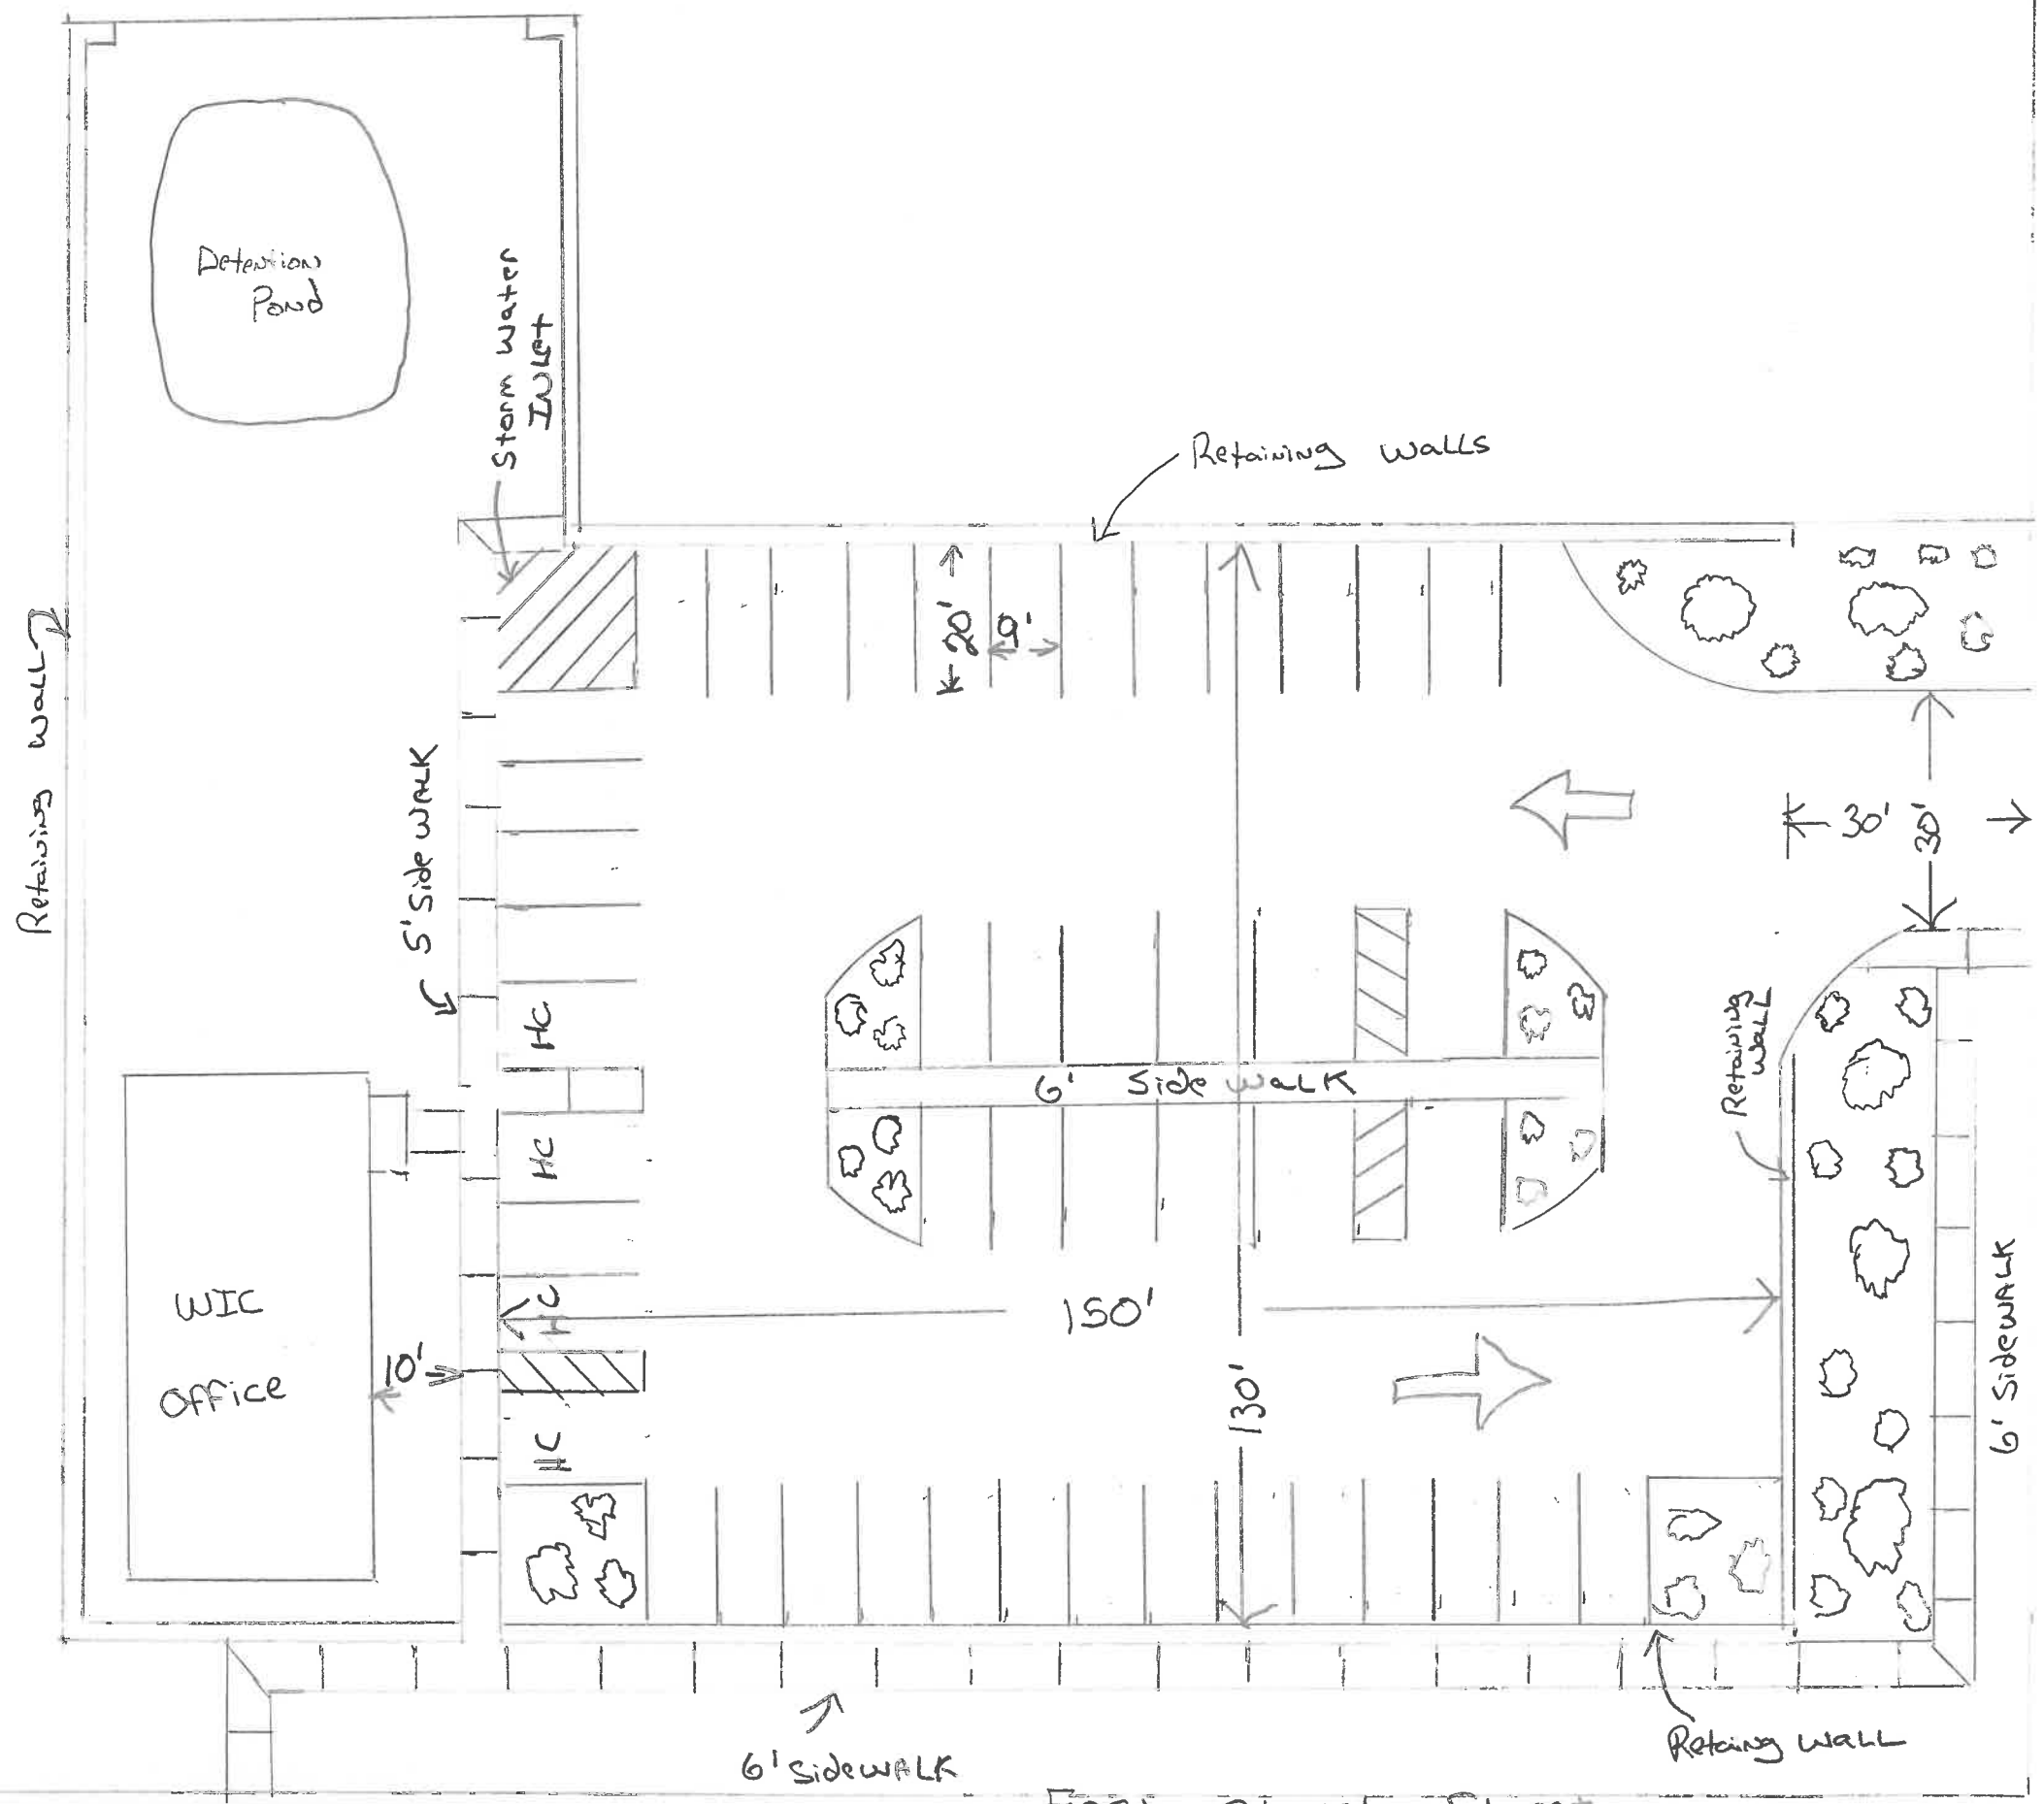 Detention
Pond
Storm Water
INLet
Retaining walls
Retaining Wall
5' Side WALK
20'
9'
30'
30'
HC
HC
HC
HC
6' Side waLK
Retaining
WaLL
WIC
Office
10'
150'
130'
6' SideWALK
6' SideWALK
Retaing WALL